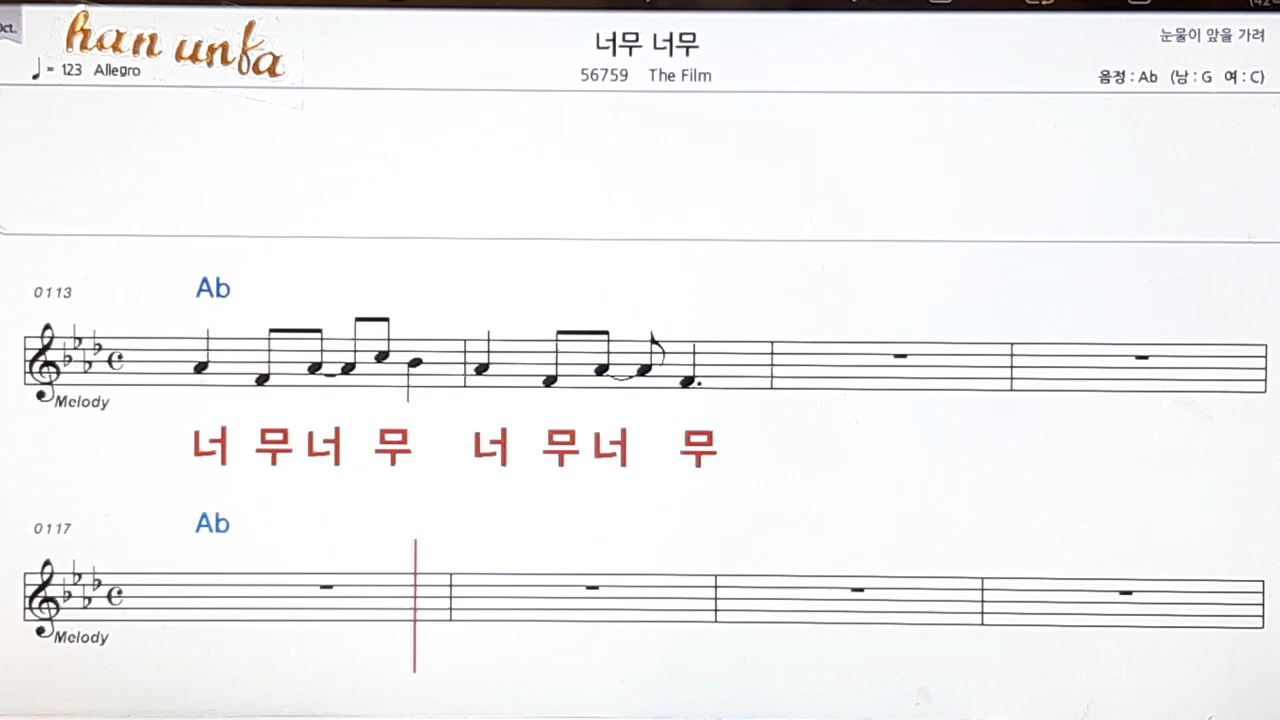 Oct.
han unfa
♩ = 123 Allegro
너무 너무
56759 The Film
눈물이 앞을 가려
음정 : Ab (남 : G 여 : C)
0113
Ab
Melody
너 무 너 무 너 무 너 무
0117
Ab
Melody